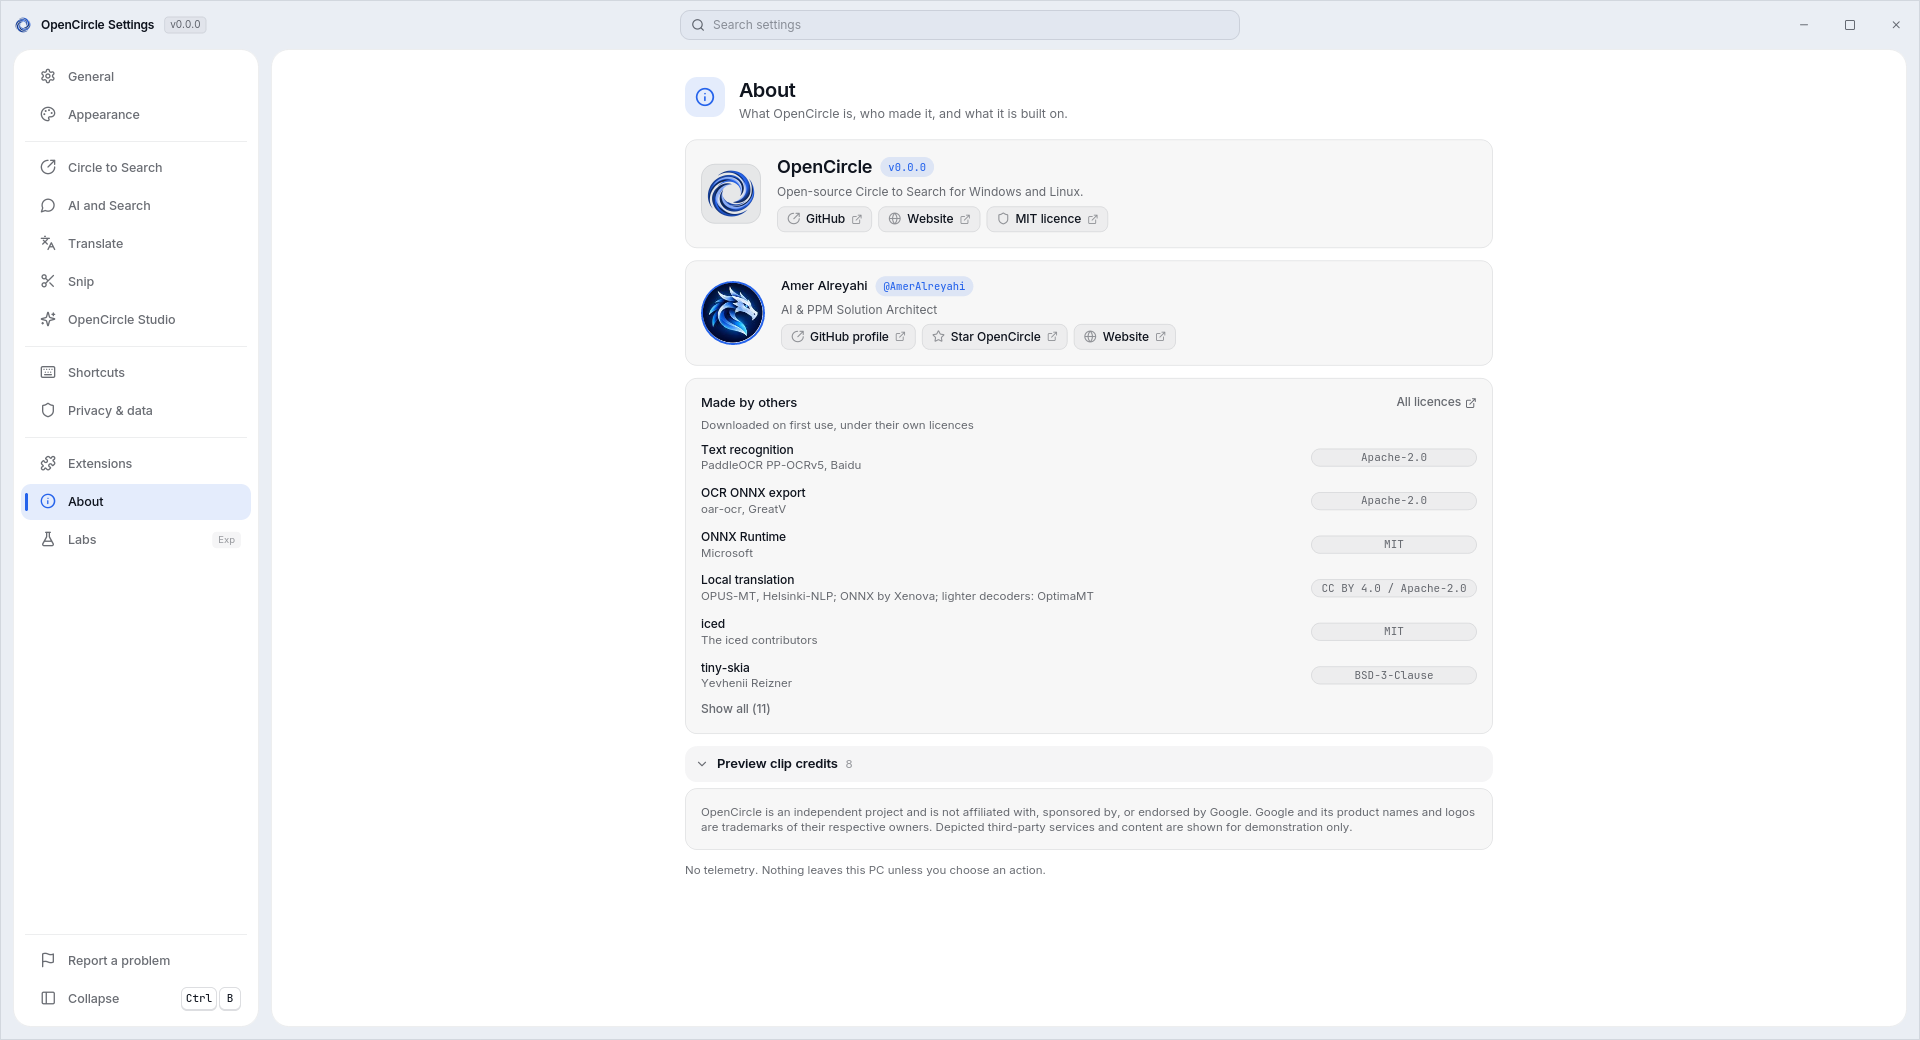 OpenCircle Settings v0.0.0
Search settings
General
Appearance
Circle to Search
AI and Search
Translate
Snip
OpenCircle Studio
Shortcuts
Privacy & data
Extensions
About
Labs Exp
Report a problem
Collapse Ctrl B
About
What OpenCircle is, who made it, and what it is built on.
OpenCircle v0.0.0
Open-source Circle to Search for Windows and Linux.
GitHub Website MIT licence
Amer Alreyahi @AmerAlreyahi
AI & PPM Solution Architect
GitHub profile Star OpenCircle Website
Made by others All licences
Downloaded on first use, under their own licences
Text recognition
PaddleOCR PP-OCRv5, Baidu
Apache-2.0
OCR ONNX export
oar-ocr, GreatV
Apache-2.0
ONNX Runtime
Microsoft
MIT
Local translation
OPUS-MT, Helsinki-NLP; ONNX by Xenova; lighter decoders: OptimaMT
CC BY 4.0 / Apache-2.0
iced
The iced contributors
MIT
tiny-skia
Yevhenii Reizner
BSD-3-Clause
Show all (11)
Preview clip credits 8
OpenCircle is an independent project and is not affiliated with, sponsored by, or endorsed by Google. Google and its product names and logos
are trademarks of their respective owners. Depicted third-party services and content are shown for demonstration only.
No telemetry. Nothing leaves this PC unless you choose an action.